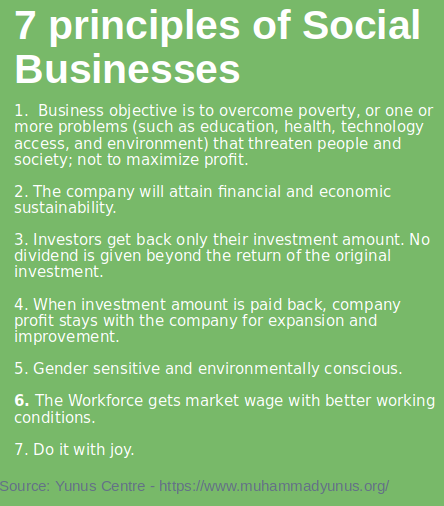 7 principles of Social
Businesses
1.  Business objective is to overcome poverty, or one or
more problems (such as education, health, technology
access, and environment) that threaten people and
society; not to maximize profit.
2. The company will attain financial and economic
sustainability.
3. Investors get back only their investment amount. No
dividend is given beyond the return of the original
investment.
4. When investment amount is paid back, company
profit stays with the company for expansion and
improvement.
5. Gender sensitive and environmentally conscious.
6. The Workforce gets market wage with better working
conditions.
7. Do it with joy.
Source: Yunus Centre - https://www.muhammadyunus.org/